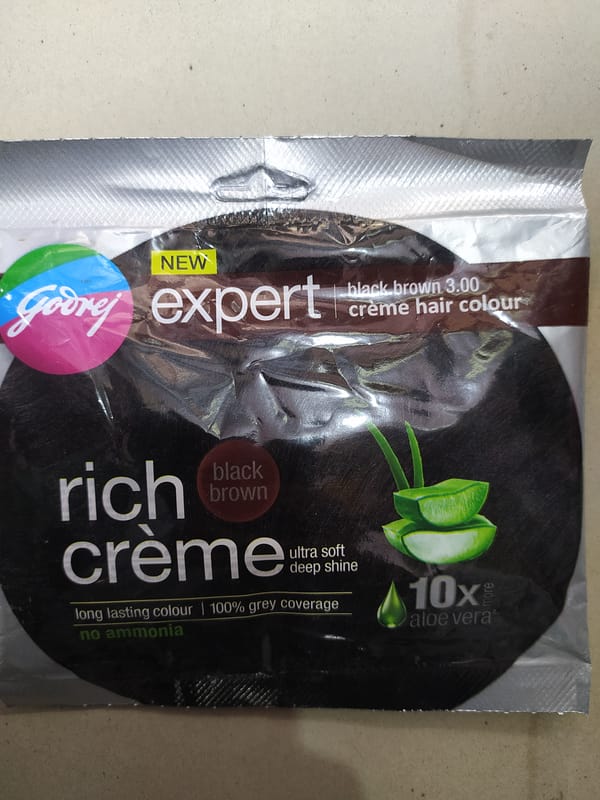 Godrej
NEW
expert
black brown 3.00
crème hair colour
rich
crème
black
brown
ultra soft
deep shine
long lasting colour | 100% grey coverage
no ammonia
10x more
aloe vera^